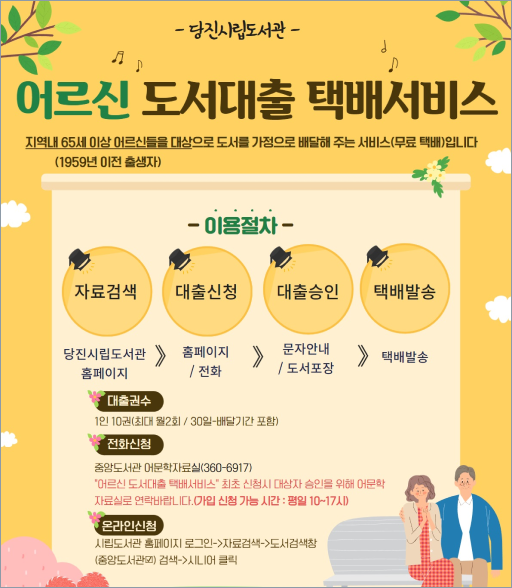 - 당진시립도서관 -
어르신 도서대출 택배서비스
지역내 65세 이상 어르신들을 대상으로 도서를 가정으로 배달해 주는 서비스(무료 택배)입니다
(1959년 이전 출생자)
- 이용절차 -
자료검색 대출신청 대출승인 택배발송
당진시립도서관 홈페이지 》 홈페이지 / 전화 》 문자안내 / 도서포장 》 택배발송
대출권수
1인 10권(최대 월2회 / 30일-배달기간 포함)
전화신청
중앙도서관 어문학자료실(360-6917)
"어르신 도서대출 택배서비스" 최초 신청시 대상자 승인을 위해 어문학
자료실로 연락바랍니다.(가입 신청 가능 시간 : 평일 10~17시)
온라인신청
시립도서관 홈페이지 로그인->자료검색->도서검색창
(중앙도서관☑) 검색->시니어 클릭